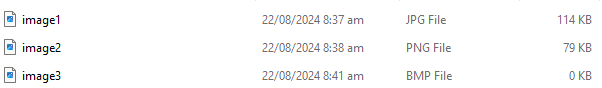 image1 22/08/2024 8:37 am JPG File 114 KB
image2 22/08/2024 8:38 am PNG File 79 KB
image3 22/08/2024 8:41 am BMP File 0 KB